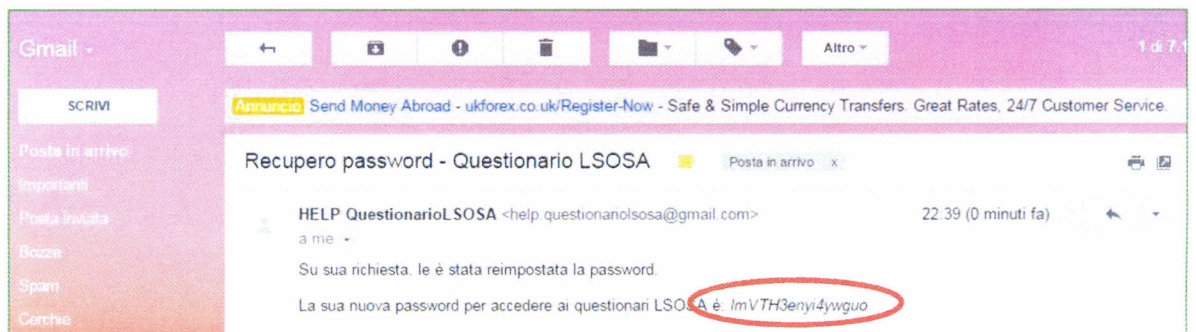 Gmail
Altro
1 di 7.1
SCRIVI
Annuncio Send Money Abroad - ukforex.co.uk/Register-Now - Safe & Simple Currency Transfers. Great Rates, 24/7 Customer Service.
Posta in arrivo
Recupero password - Questionario LSOSA Posta in arrivo x
Importanti
Posta inviata
HELP QuestionarioLSOSA <help.questionariolsosa@gmail.com> 22:39 (0 minuti fa)
a me
Bozze
Su sua richiesta, le è stata reimpostata la password.
Spam
La sua nuova password per accedere ai questionari LSOSA è: lmVTH3enyi4ywguo
Cerchie